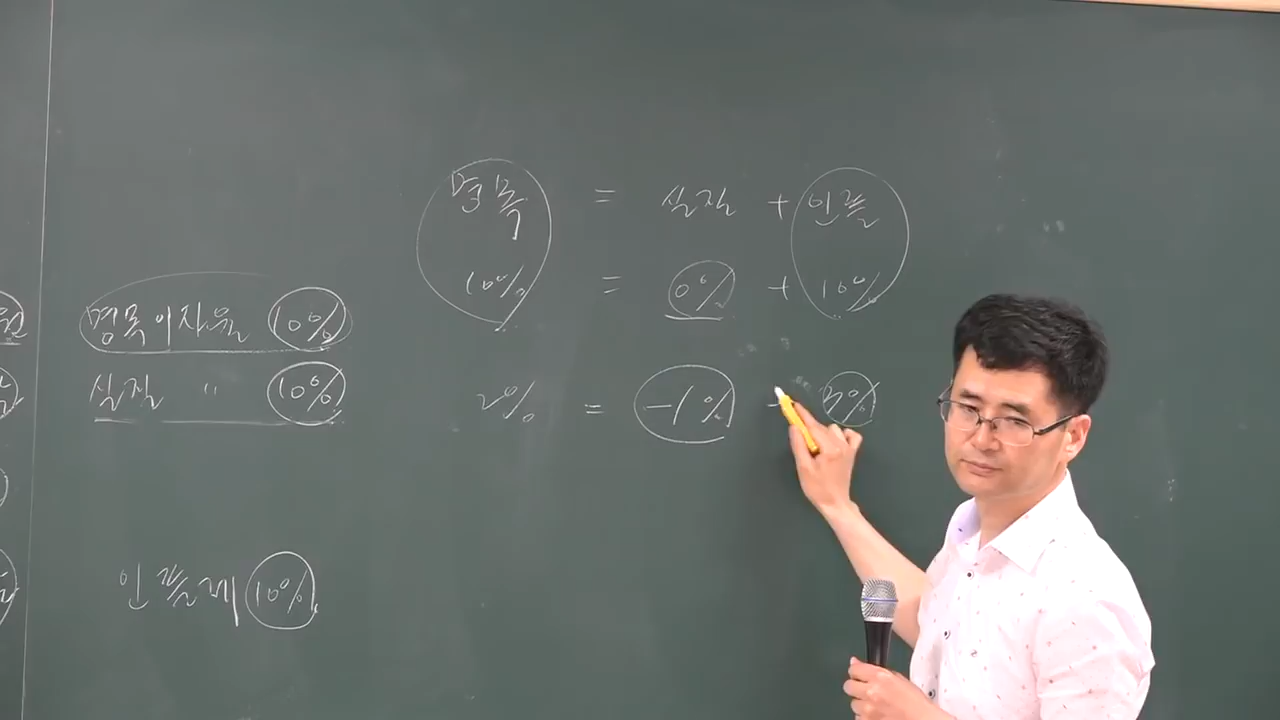 명목이자율 10%
실질 〃 10%
인플레 10%
명목 = 실질 + 인플
10% = 0% + 10%
2% = -1% + 3%